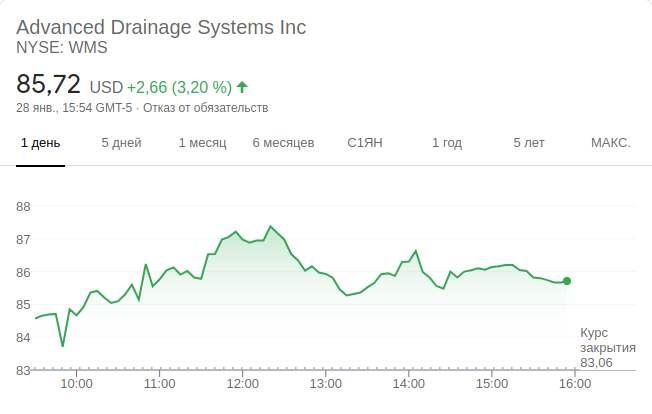 Advanced Drainage Systems Inc
NYSE: WMS
85,72 USD +2,66 (3,20 %)
28 янв., 15:54 GMT-5 · Отказ от обязательств
1 день 5 дней 1 месяц 6 месяцев С1ЯН 1 год 5 лет МАКС.
88
87
86
85
84
Курс
закрытия
83,06
83
10:00 11:00 12:00 13:00 14:00 15:00 16:00